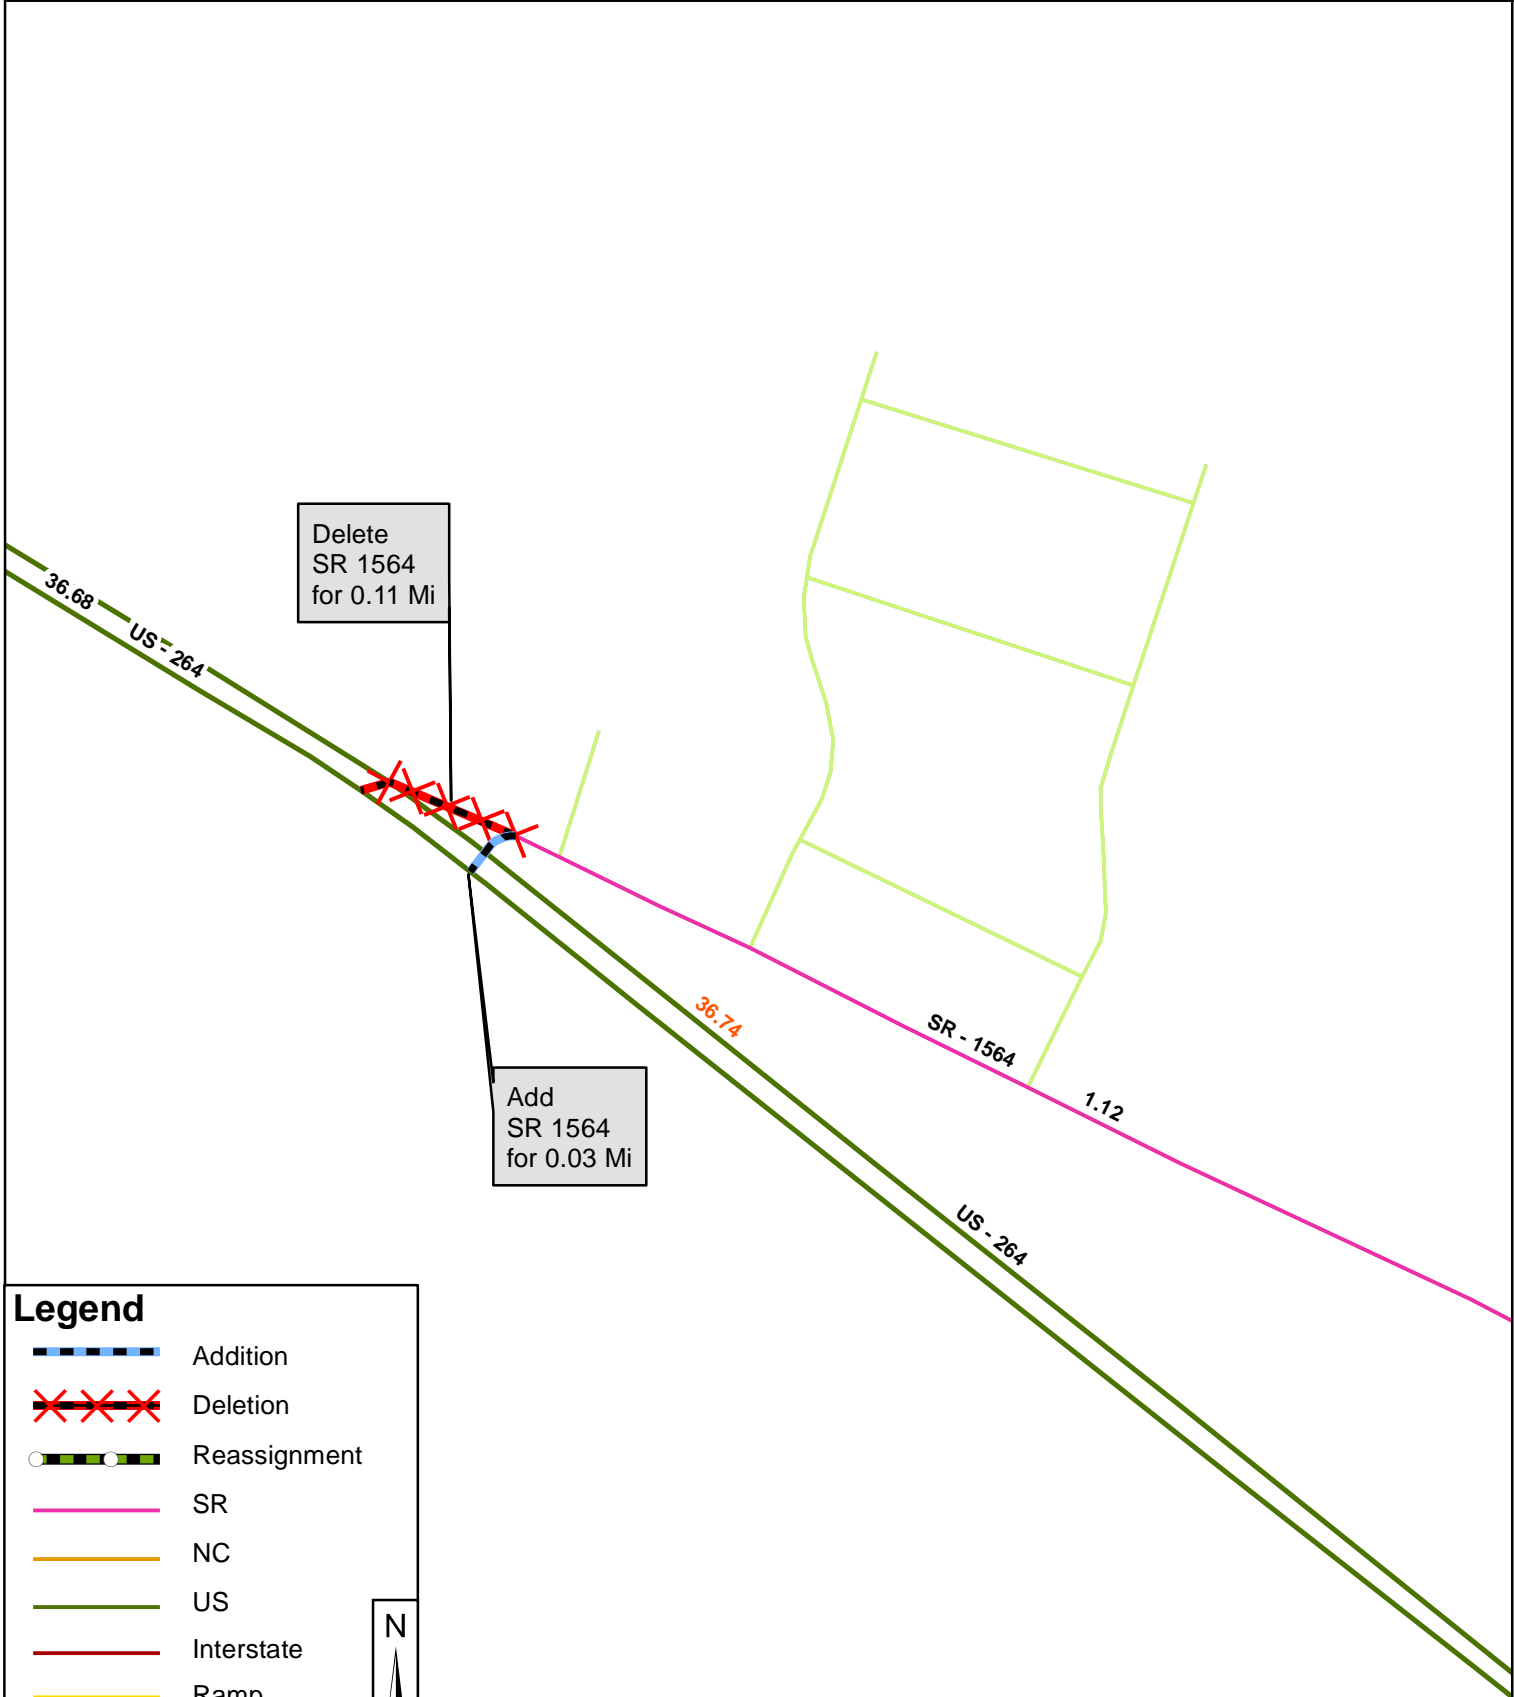 Delete
SR 1564
for 0.11 Mi
36.68
US - 264
36.74
SR - 1564
1.12
Add
SR 1564
for 0.03 Mi
US - 264
Legend
Addition
Deletion
Reassignment
SR
NC
US
N
Interstate
Ramp